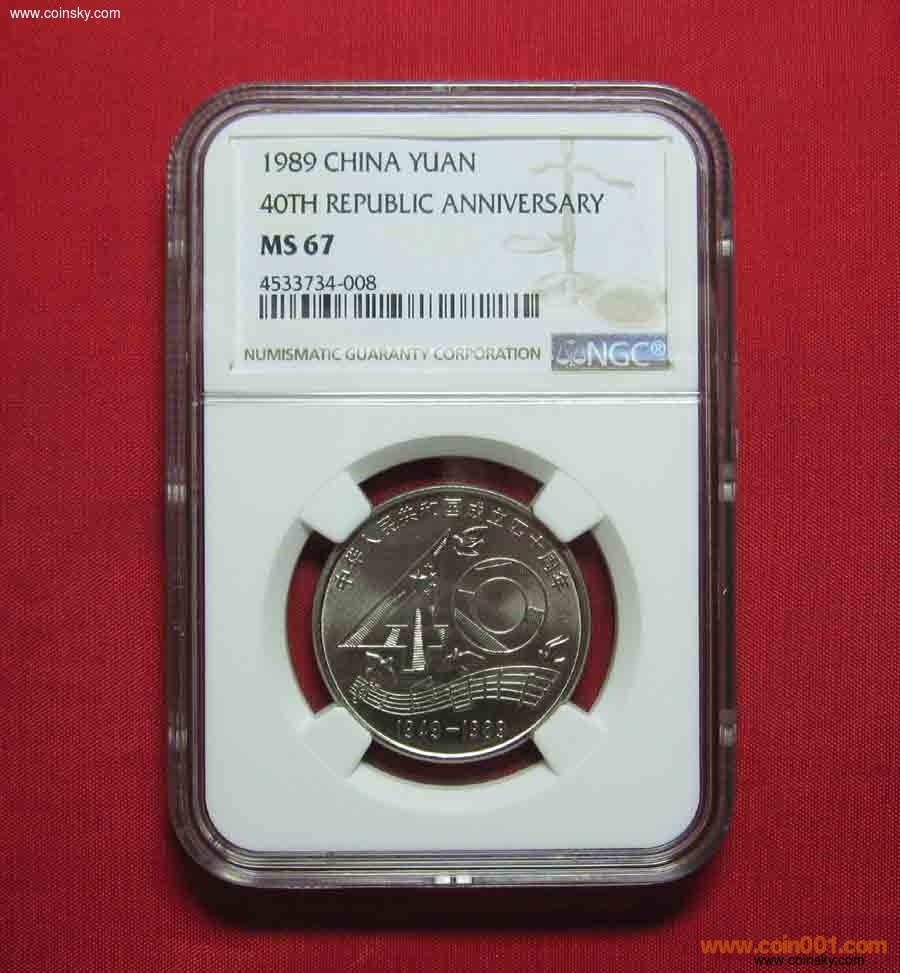 www.coinsky.com
1989 CHINA YUAN
40TH REPUBLIC ANNIVERSARY
MS 67
4533734-008
NUMISMATIC GUARANTY CORPORATION
NGC®
中华人民共和国成立四十周年
40
1949-1989
www.coin001.com
www.coinsky.com